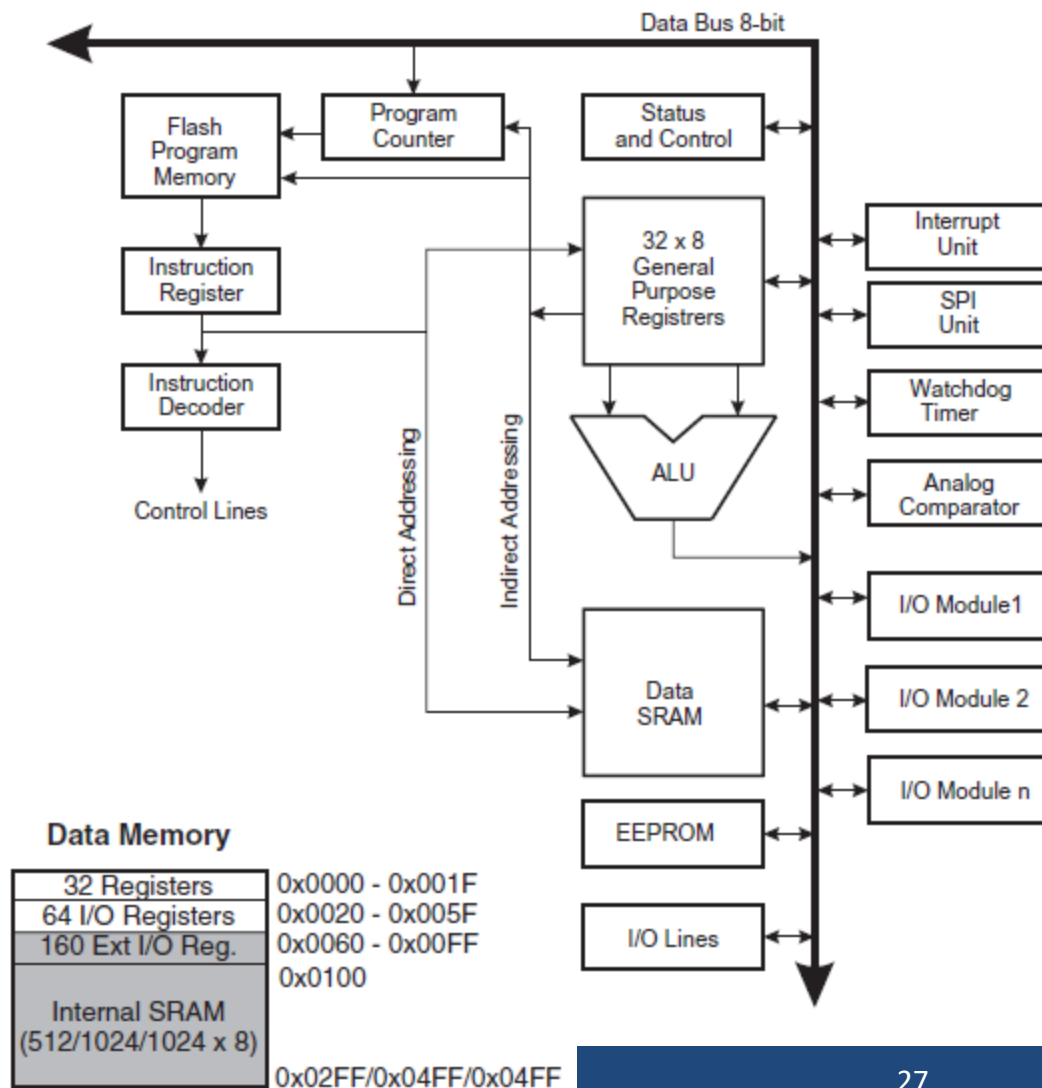 Data Bus 8-bit
Flash
Program
Memory
Program
Counter
Status
and Control
Instruction
Register
32 x 8
General
Purpose
Registrers
Interrupt
Unit
SPI
Unit
Instruction
Decoder
Watchdog
Timer
Control Lines
Direct Addressing
Indirect Addressing
ALU
Analog
Comparator
I/O Module1
Data
SRAM
I/O Module 2
I/O Module n
EEPROM
I/O Lines
Data Memory
32 Registers 0x0000 - 0x001F
64 I/O Registers 0x0020 - 0x005F
160 Ext I/O Reg. 0x0060 - 0x00FF
0x0100
Internal SRAM
(512/1024/1024 x 8)
0x02FF/0x04FF/0x04FF
27